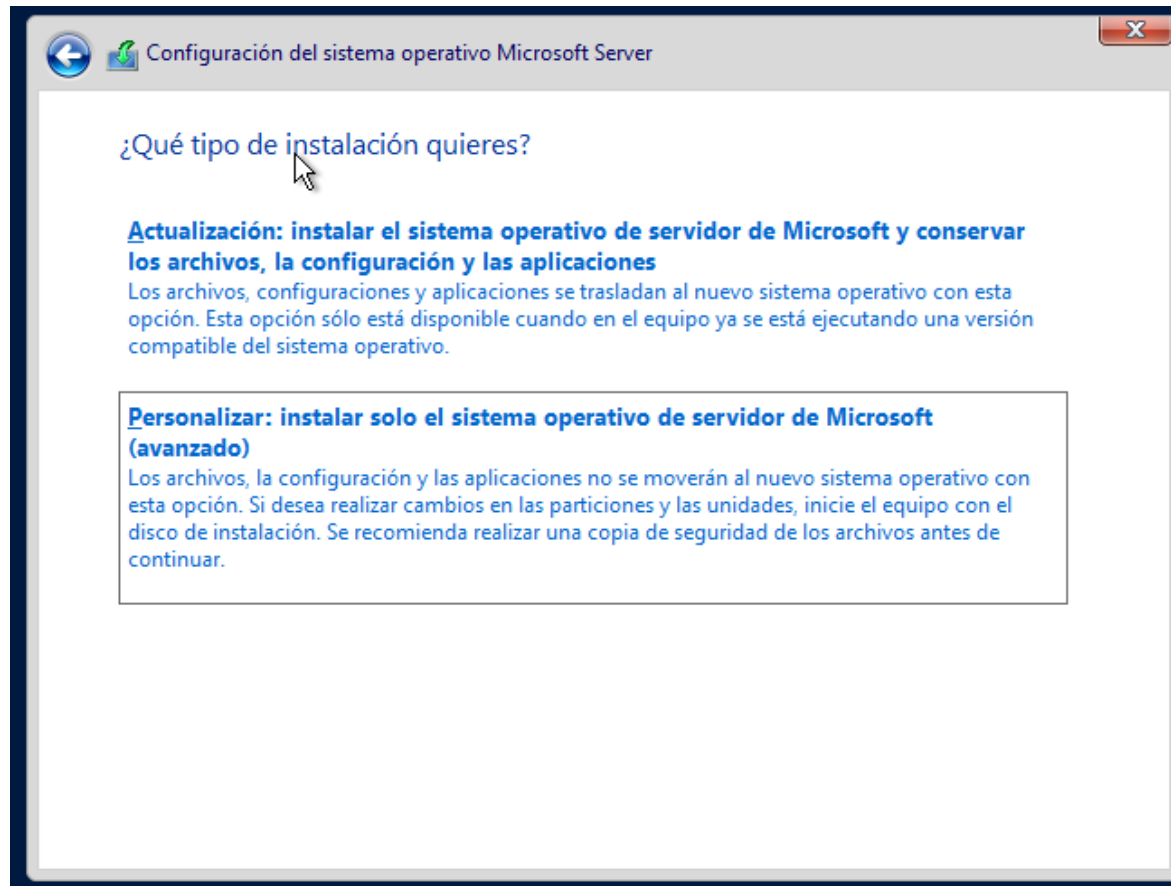 Configuración del sistema operativo Microsoft Server
¿Qué tipo de instalación quieres?
Actualización: instalar el sistema operativo de servidor de Microsoft y conservar
los archivos, la configuración y las aplicaciones
Los archivos, configuraciones y aplicaciones se trasladan al nuevo sistema operativo con esta
opción. Esta opción sólo está disponible cuando en el equipo ya se está ejecutando una versión
compatible del sistema operativo.
Personalizar: instalar solo el sistema operativo de servidor de Microsoft
(avanzado)
Los archivos, la configuración y las aplicaciones no se moverán al nuevo sistema operativo con
esta opción. Si desea realizar cambios en las particiones y las unidades, inicie el equipo con el
disco de instalación. Se recomienda realizar una copia de seguridad de los archivos antes de
continuar.